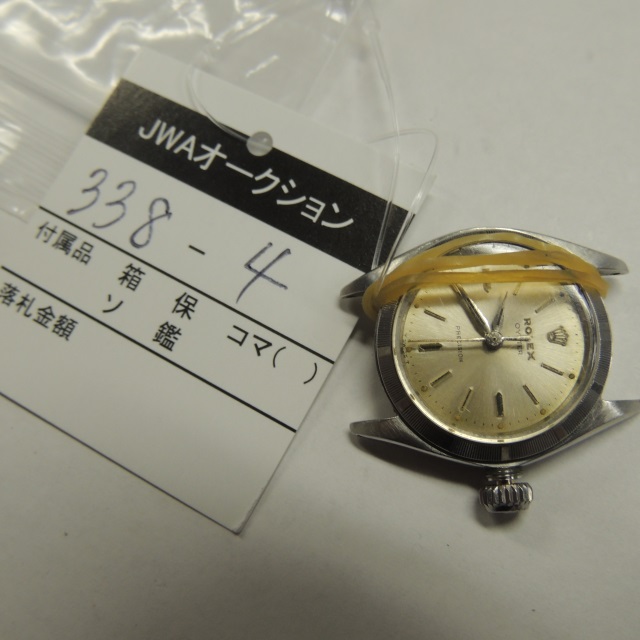 JWAオークション
338-4
付属品 箱 保 コマ( )
ソ 鑑
落札金額
ROLEX
OYSTER
PRECISION